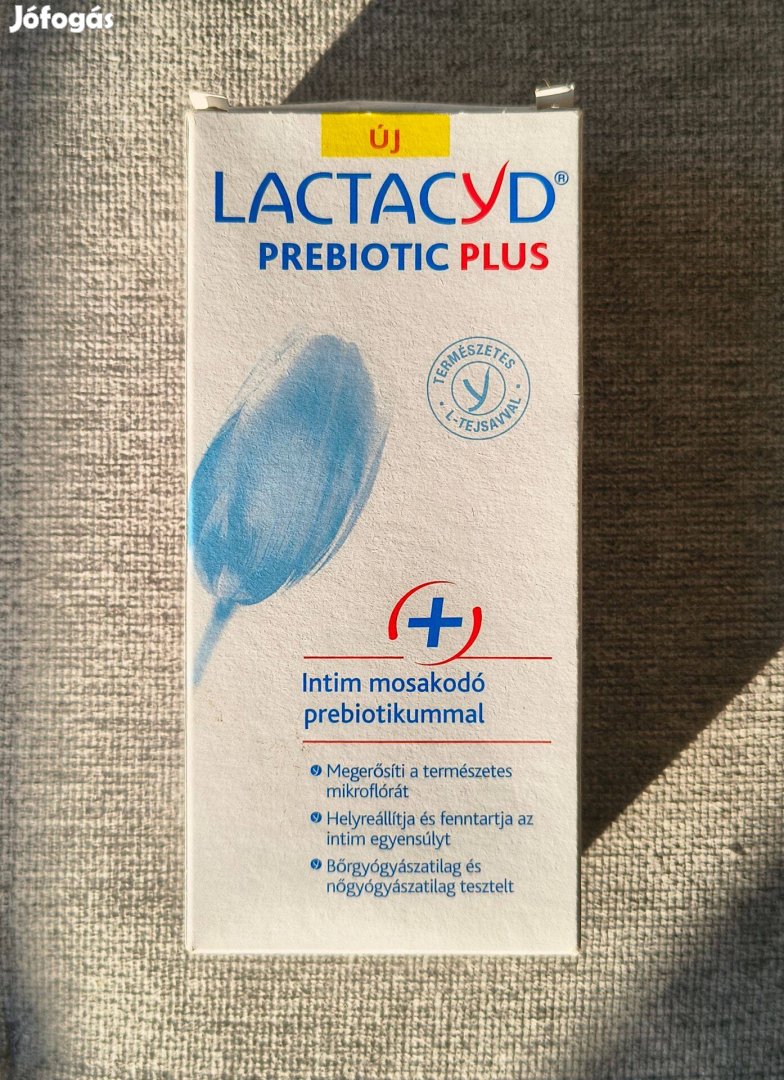 Jófogás
ÚJ
LACTACYD®
PREBIOTIC PLUS
TERMÉSZETES
• L-TEJSAVVAL •
Intim mosakodó
prebiotikummal
Megerősíti a természetes
mikroflórát
Helyreállítja és fenntartja az
intim egyensúlyt
Bőrgyógyászatilag és
nőgyógyászatilag tesztelt